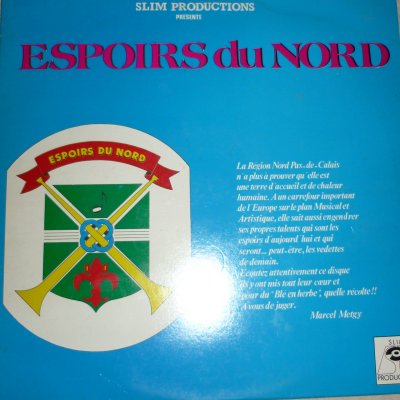 SLIM PRODUCTIONS
PRESENTE
ESPOIRS du NORD
ESPOIRS DU NORD
La Région Nord Pas-de-Calais
n'a plus à prouver qu'elle est
une terre d'accueil et de chaleur
humaine. A un carrefour important
de l'Europe sur le plan Musical et
Artistique, elle sait aussi engendrer
ses propres talents qui sont les
espoirs d'aujourd'hui et qui
seront... peut-être, les vedettes
de demain.
Ecoutez attentivement ce disque
ils y ont mis tout leur cœur et
pour du "Blé en herbe", quelle récolte!!
A vous de juger.
Marcel Metgy
SLIM